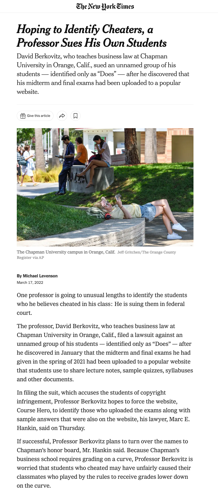 The New York Times
Hoping to Identify Cheaters, a
Professor Sues His Own Students
David Berkovitz, who teaches business law at Chapman
University in Orange, Calif., sued an unnamed group of his
students — identified only as “Does” — after he discovered that
his midterm and final exams had been uploaded to a popular
website.
Give this article
The Chapman University campus in Orange, Calif. Jeff Gritchen/The Orange County
Register via AP
By Michael Levenson
March 17, 2022
One professor is going to unusual lengths to identify the students
who he believes cheated in his class: He is suing them in federal
court.
The professor, David Berkovitz, who teaches business law at
Chapman University in Orange, Calif., filed a lawsuit against an
unnamed group of his students — identified only as “Does” — after
he discovered in January that the midterm and final exams he had
given in the spring of 2021 had been uploaded to a popular website
that students use to share lecture notes, sample quizzes, syllabuses
and other documents.
In filing the suit, which accuses the students of copyright
infringement, Professor Berkovitz hopes to force the website,
Course Hero, to identify those who uploaded the exams along with
sample answers that were also on the website, his lawyer, Marc E.
Hankin, said on Thursday.
If successful, Professor Berkovitz plans to turn over the names to
Chapman's honor board, Mr. Hankin said. Because Chapman's
business school requires grading on a curve, Professor Berkovitz is
worried that students who cheated may have unfairly caused their
classmates who played by the rules to receive grades lower down
on the curve.